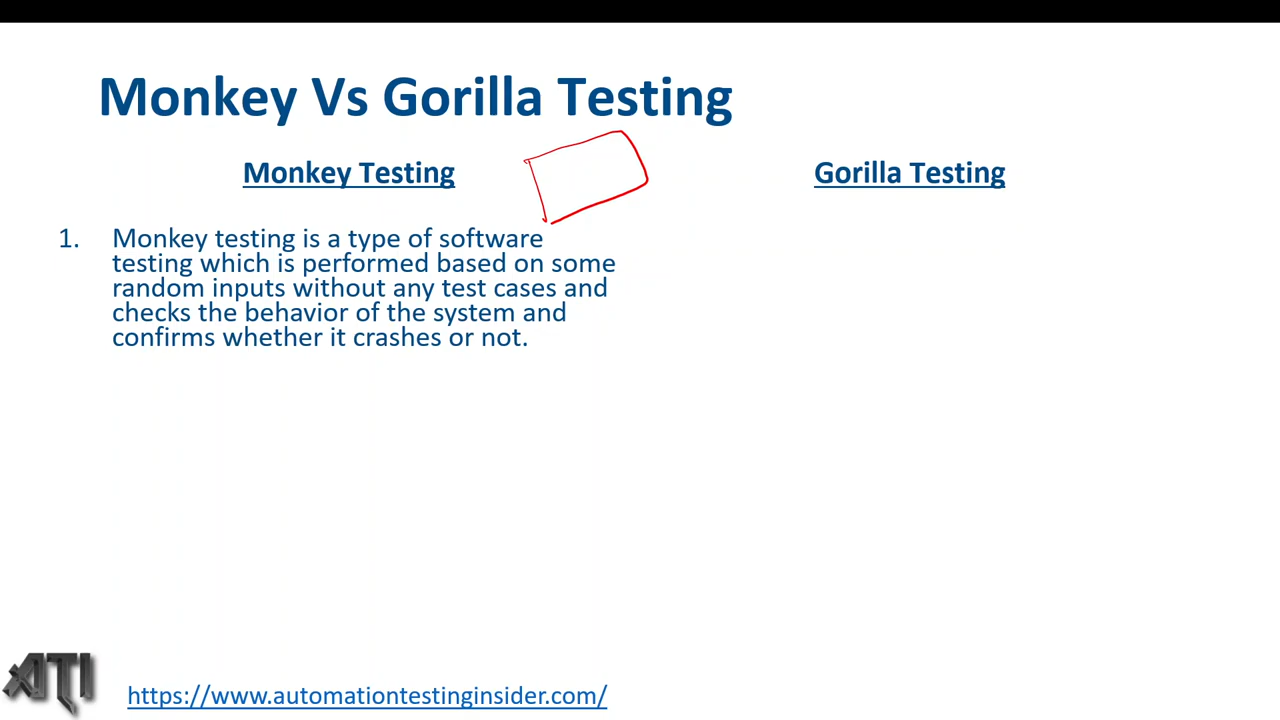 Monkey Vs Gorilla Testing
Monkey Testing
Gorilla Testing
1. Monkey testing is a type of software
testing which is performed based on some
random inputs without any test cases and
checks the behavior of the system and
confirms whether it crashes or not.
ATI
https://www.automationtestinginsider.com/